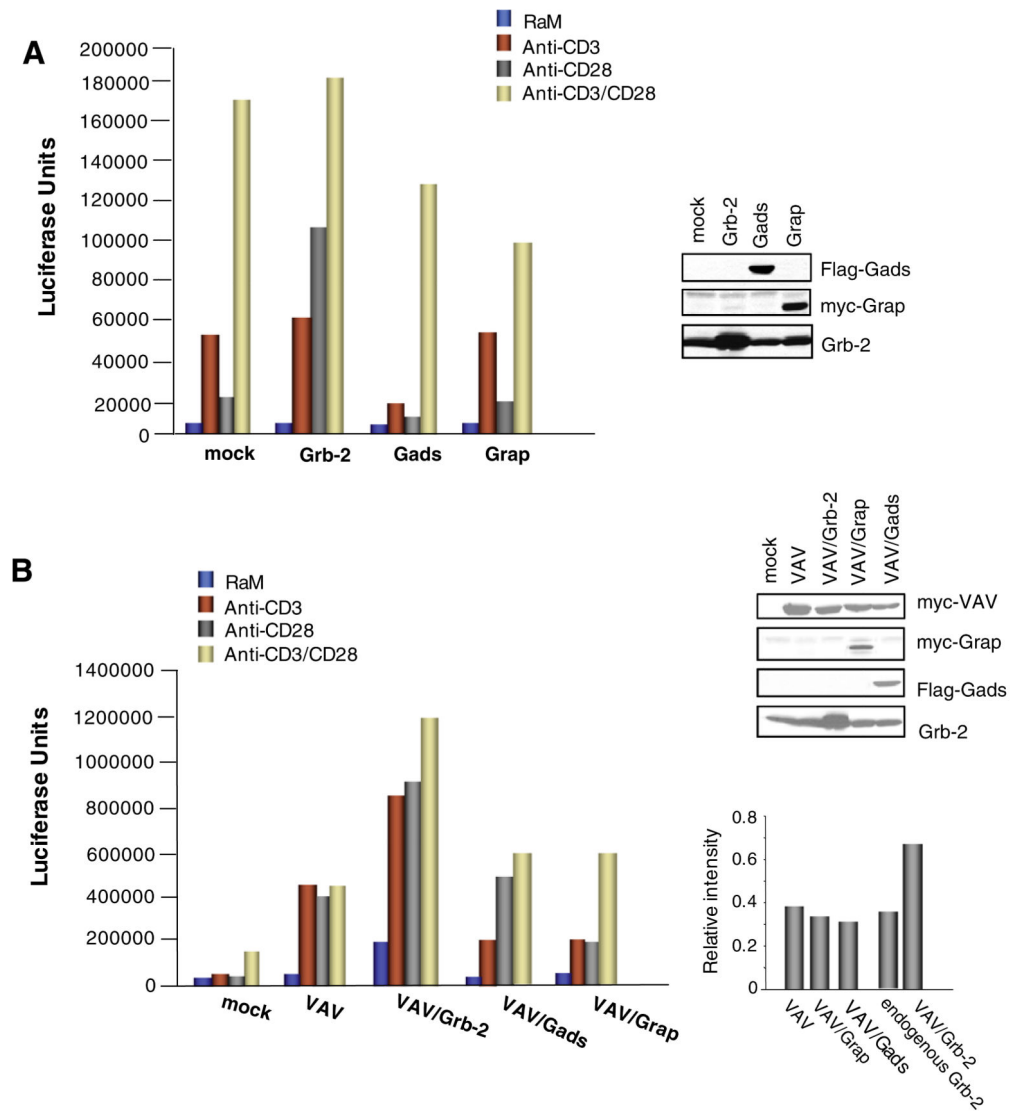 A
RaM
Anti-CD3
Anti-CD28
Anti-CD3/CD28
Luciferase Units
200000
180000
160000
140000
120000
100000
80000
60000
40000
20000
0
mock
Grb-2
Gads
Grap
mock
Grb-2
Gads
Grap
Flag-Gads
myc-Grap
Grb-2
B
RaM
Anti-CD3
Anti-CD28
Anti-CD3/CD28
Luciferase Units
1400000
1200000
1000000
800000
600000
400000
200000
0
mock
VAV
VAV/Grb-2
VAV/Gads
VAV/Grap
mock
VAV
VAV/Grb-2
VAV/Grap
VAV/Gads
myc-VAV
myc-Grap
Flag-Gads
Grb-2
Relative intensity
0.8
0.6
0.4
0.2
0
VAV
VAV/Grap
VAV/Gads
endogenous Grb-2
VAV/Grb-2